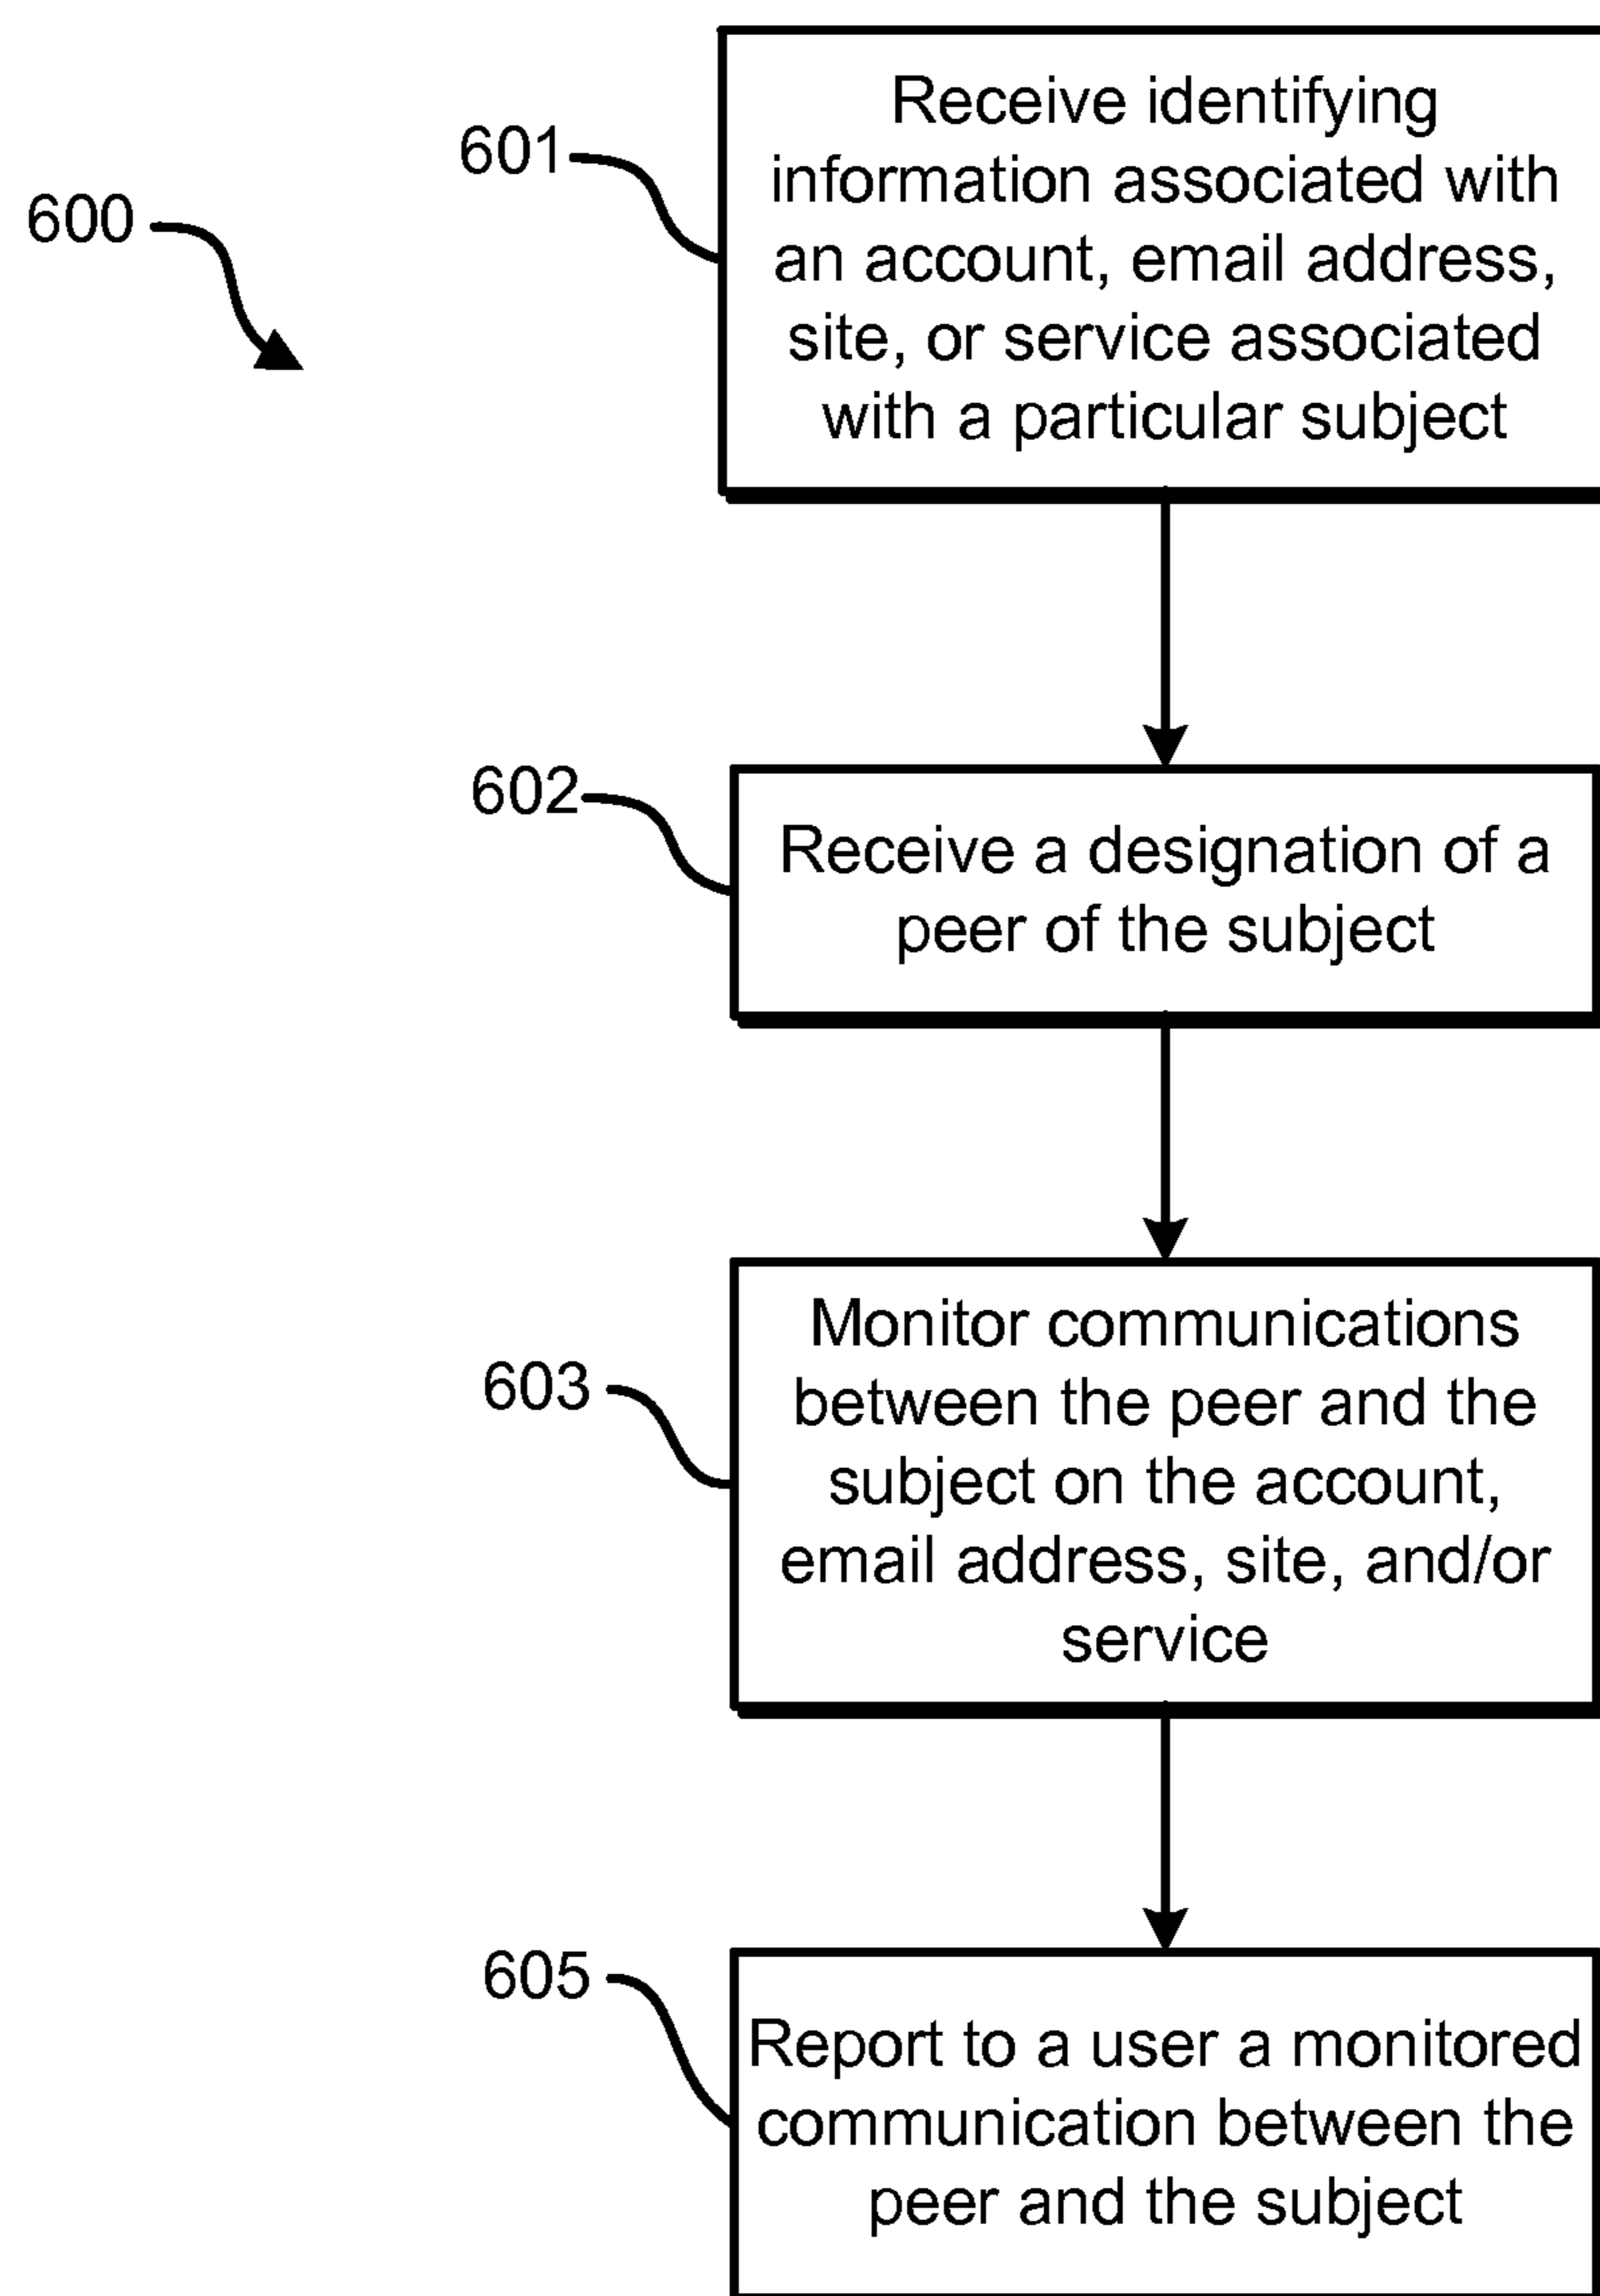 600
601
Receive identifying
information associated with
an account, email address,
site, or service associated
with a particular subject
602
Receive a designation of a
peer of the subject
603
Monitor communications
between the peer and the
subject on the account,
email address, site, and/or
service
605
Report to a user a monitored
communication between the
peer and the subject